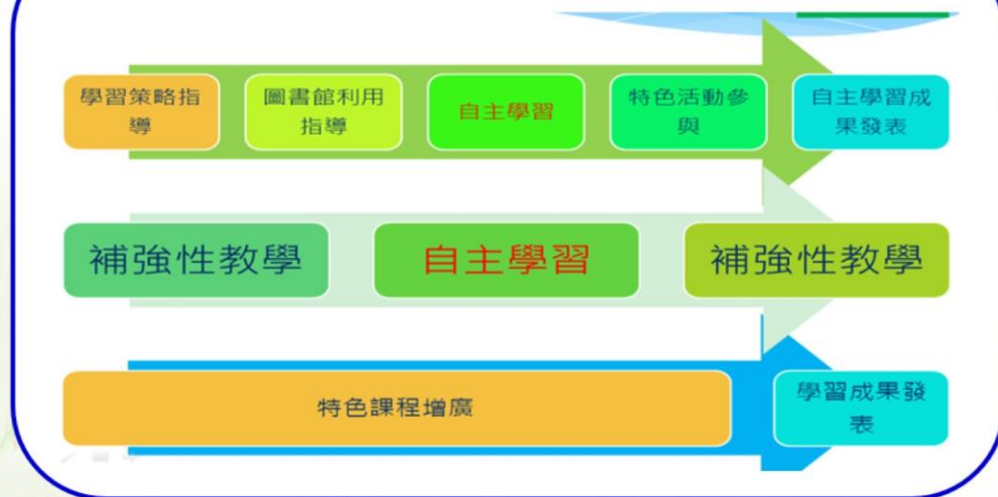 學習策略指
導
圖書館利用
指導
自主學習
特色活動參
與
自主學習成
果發表
補強性教學
自主學習
補強性教學
特色課程增廣
學習成果發
表